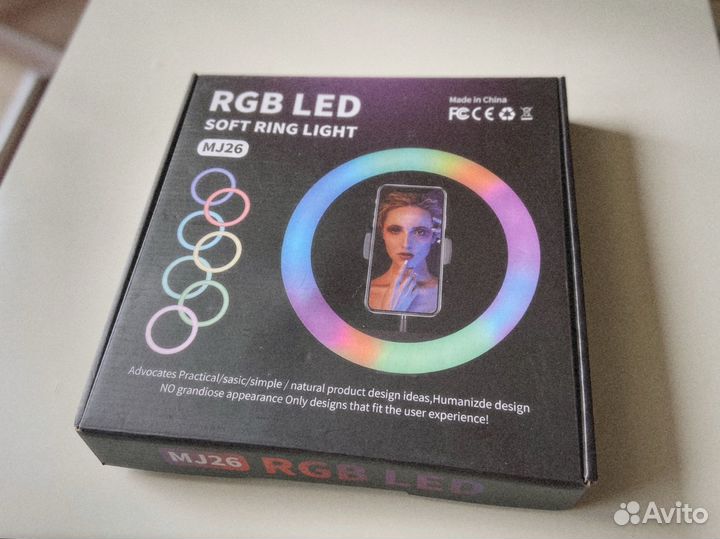 RGB LED
SOFT RING LIGHT
MJ26
Made in China
FC CE
Advocates Practical/sasic/simple / natural product design ideas,Humanizde design
NO grandiose appearance Only designs that fit the user experience!
MJ26 RGB LED
Avito